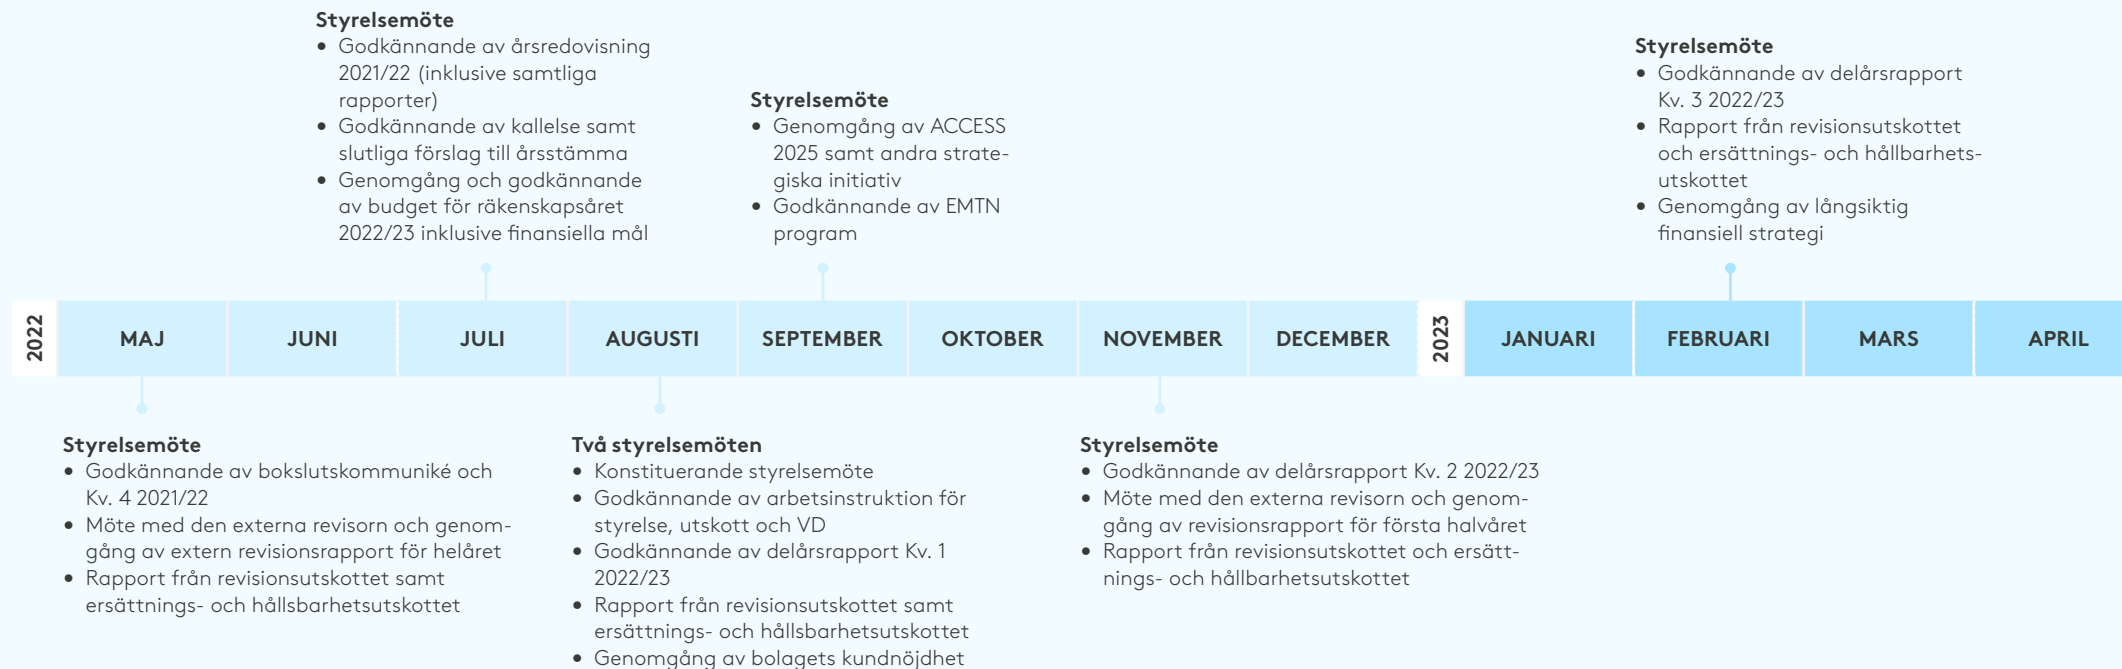 Styrelsemöte
• Godkännande av årsredovisning
2021/22 (inklusive samtliga
rapporter)
• Godkännande av kallelse samt
slutliga förslag till årsstämma
• Genomgång och godkännande
av budget för räkenskapsåret
2022/23 inklusive finansiella mål
Styrelsemöte
• Genomgång av ACCESS
2025 samt andra strate-
giska initiativ
• Godkännande av EMTN
program
Styrelsemöte
• Godkännande av delårsrapport
Kv. 3 2022/23
• Rapport från revisionsutskottet
och ersättnings- och hållbarhets-
utskottet
• Genomgång av långsiktig
finansiell strategi
2022
MAJ
JUNI
JULI
AUGUSTI
SEPTEMBER
OKTOBER
NOVEMBER
DECEMBER
2023
JANUARI
FEBRUARI
MARS
APRIL
Styrelsemöte
• Godkännande av bokslutskommuniké och
Kv. 4 2021/22
• Möte med den externa revisorn och genom-
gång av extern revisionsrapport för helåret
• Rapport från revisionsutskottet samt
ersättnings- och hållsbarhetsutskottet
Två styrelsemöten
• Konstituerande styrelsemöte
• Godkännande av arbetsinstruktion för
styrelse, utskott och VD
• Godkännande av delårsrapport Kv. 1
2022/23
• Rapport från revisionsutskottet samt
ersättnings- och hållsbarhetsutskottet
• Genomgång av bolagets kundnöjdhet
Styrelsemöte
• Godkännande av delårsrapport Kv. 2 2022/23
• Möte med den externa revisorn och genom-
gång av revisionsrapport för första halvåret
• Rapport från revisionsutskottet och ersätt-
nings- och hållbarhetsutskottet